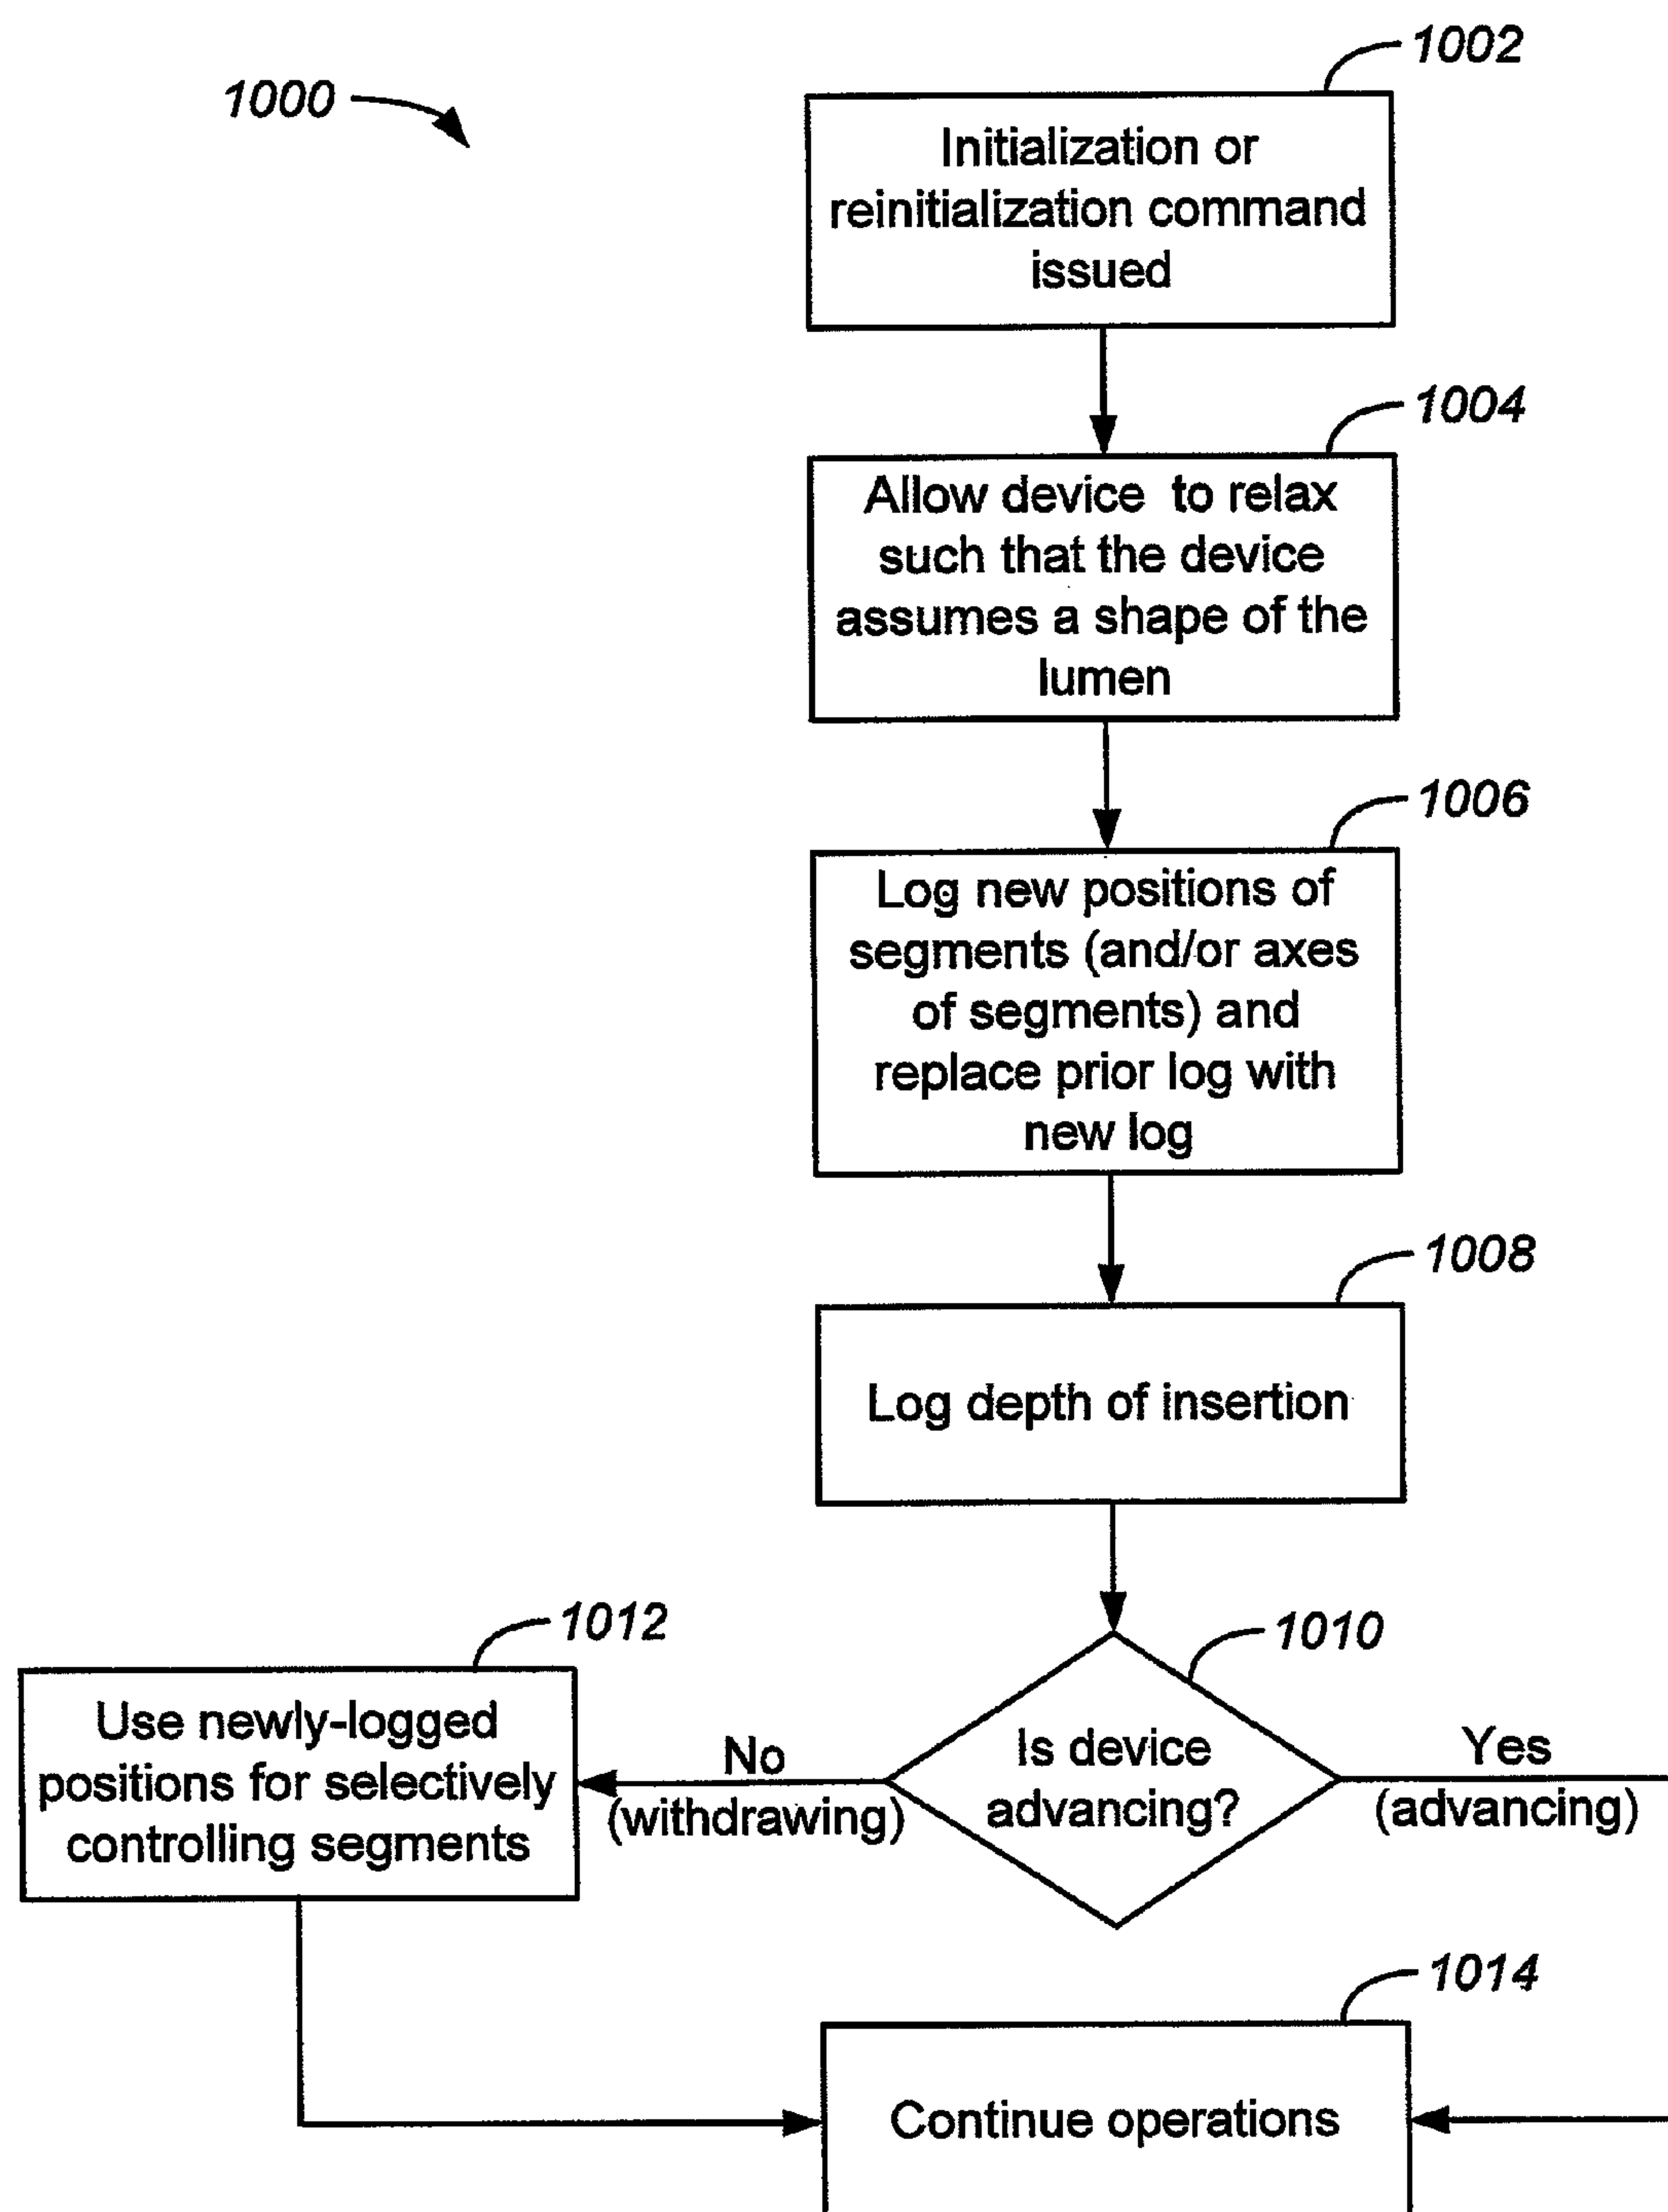 1000
1002
Initialization or
reinitialization command
issued
1004
Allow device to relax
such that the device
assumes a shape of the
lumen
1006
Log new positions of
segments (and/or axes
of segments) and
replace prior log with
new log
1008
Log depth of insertion
1010
Is device
advancing?
No
(withdrawing)
Yes
(advancing)
1012
Use newly-logged
positions for selectively
controlling segments
1014
Continue operations